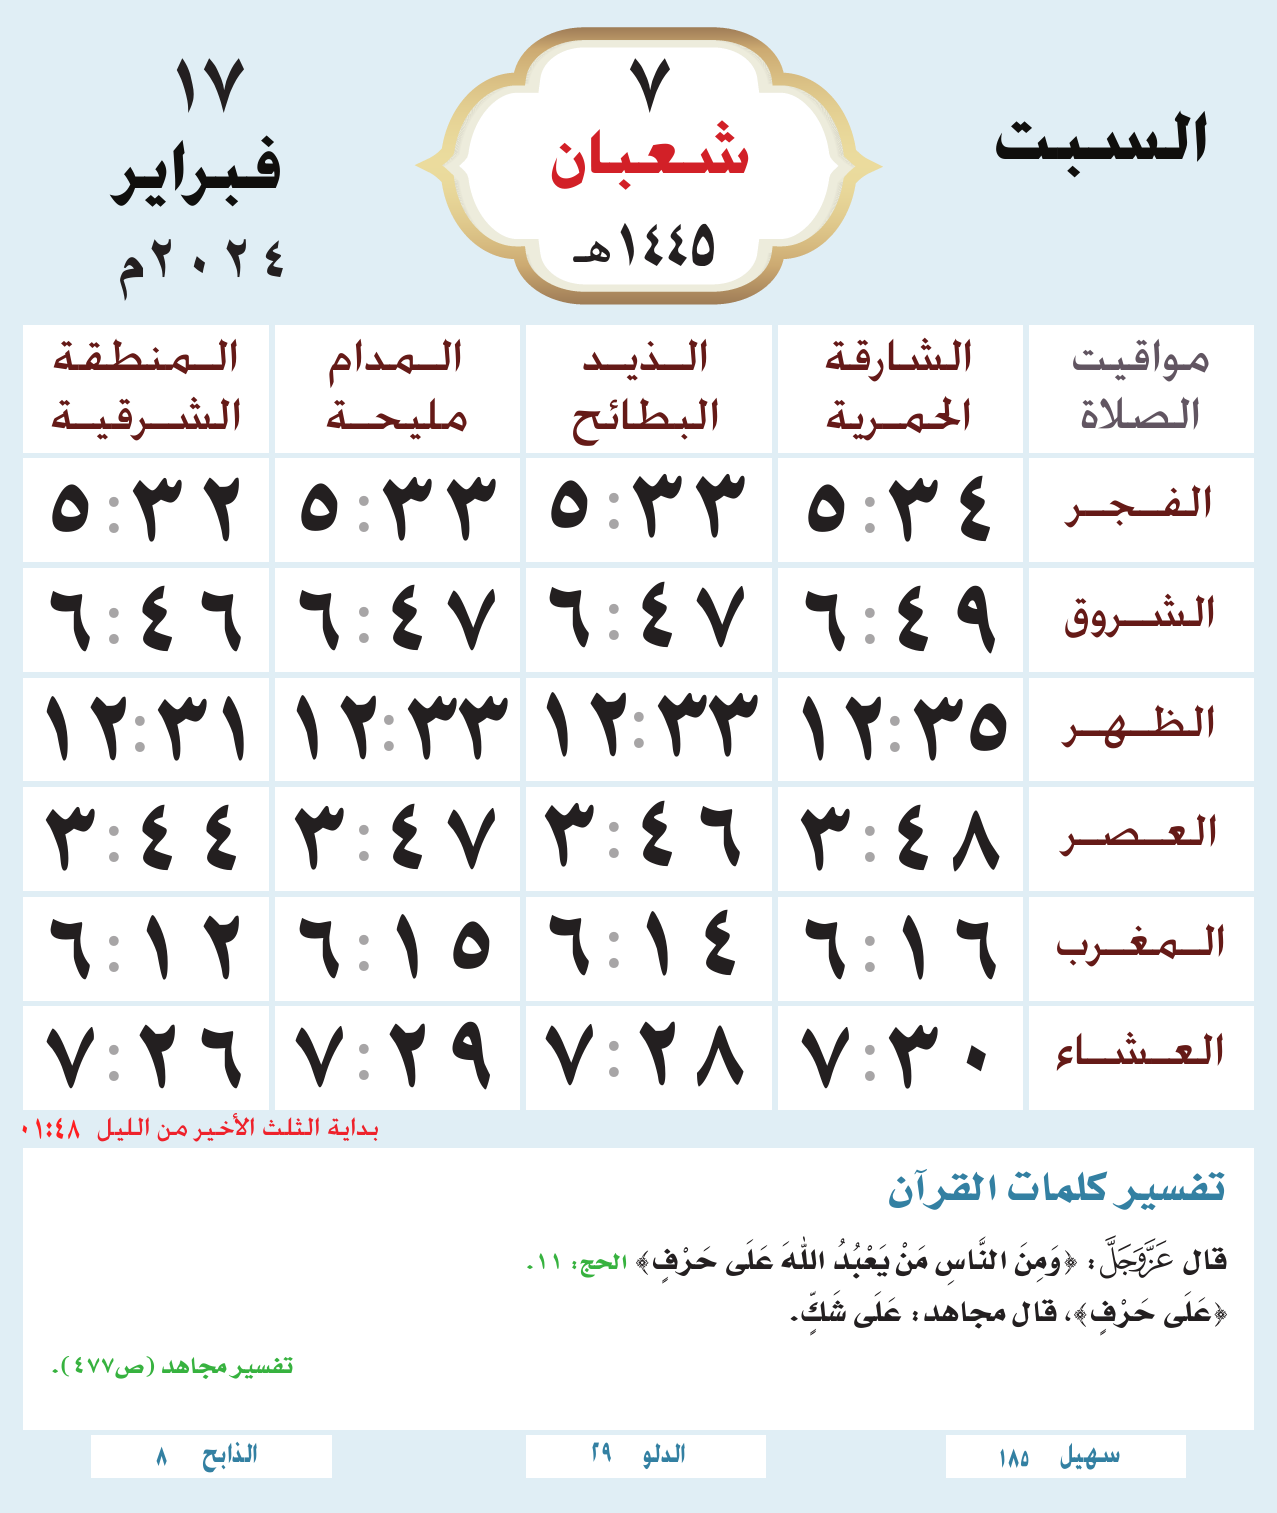 السبت
٧
شعبان
١٤٤٥هـ
١٧
فبراير
٢٠٢٤م
مواقيت الصلاة
الشارقة الحمرية
الذيد البطائح
المدام مليحة
المنطقة الشرقية
الفجر ٥:٣٤ ٥:٣٣ ٥:٣٣ ٥:٣٢
الشروق ٦:٤٩ ٦:٤٧ ٦:٤٧ ٦:٤٦
الظهر ١٢:٣٥ ١٢:٣٣ ١٢:٣٣ ١٢:٣١
العصر ٣:٤٨ ٣:٤٦ ٣:٤٧ ٣:٤٤
المغرب ٦:١٦ ٦:١٤ ٦:١٥ ٦:١٢
العشاء ٧:٣٠ ٧:٢٨ ٧:٢٩ ٧:٢٦
بداية الثلث الأخير من الليل ٠١:٤٨
تفسير كلمات القرآن
قال عَزَّوَجَلَّ: ﴿وَمِنَ النَّاسِ مَنْ يَعْبُدُ اللهَ عَلَى حَرْفٍ﴾ الحج: ١١.
﴿عَلَى حَرْفٍ﴾، قال مجاهد: عَلَى شَكٍّ.
تفسير مجاهد (ص٤٧٧).
سهيل ١٨٥
الدلو ٢٩
الذابح ٨